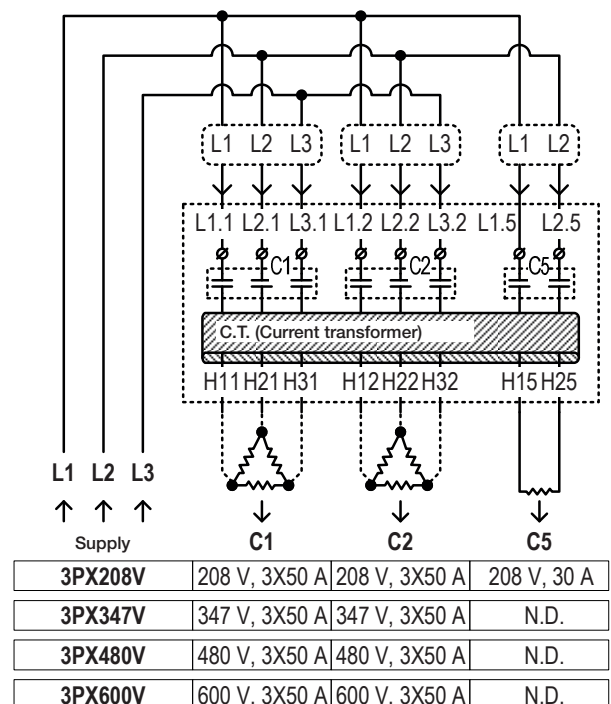 L1 L2 L3 L1 L2 L3 L1 L2
L1.1 L2.1 L3.1 L1.2 L2.2 L3.2 L1.5 L2.5
C1 C2 C5
C.T. (Current transformer)
H11 H21 H31 H12 H22 H32 H15 H25
L1 L2 L3
Supply C1 C2 C5
3PX208V 208 V, 3X50 A 208 V, 3X50 A 208 V, 30 A
3PX347V 347 V, 3X50 A 347 V, 3X50 A N.D.
3PX480V 480 V, 3X50 A 480 V, 3X50 A N.D.
3PX600V 600 V, 3X50 A 600 V, 3X50 A N.D.